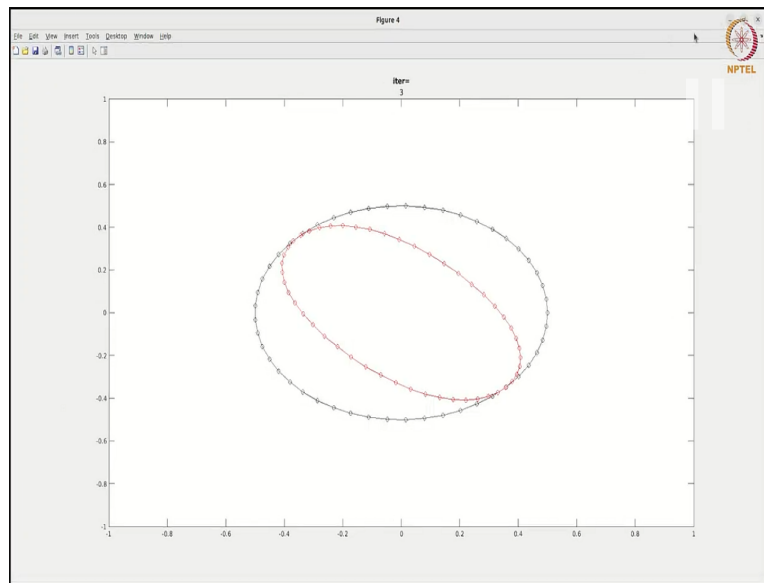 Figure 4
File Edit View Insert Tools Desktop Window Help
NPTEL
iter=
3
1
0.8
0.6
0.4
0.2
0
-0.2
-0.4
-0.6
-0.8
-1
-1 -0.8 -0.6 -0.4 -0.2 0 0.2 0.4 0.6 0.8 1